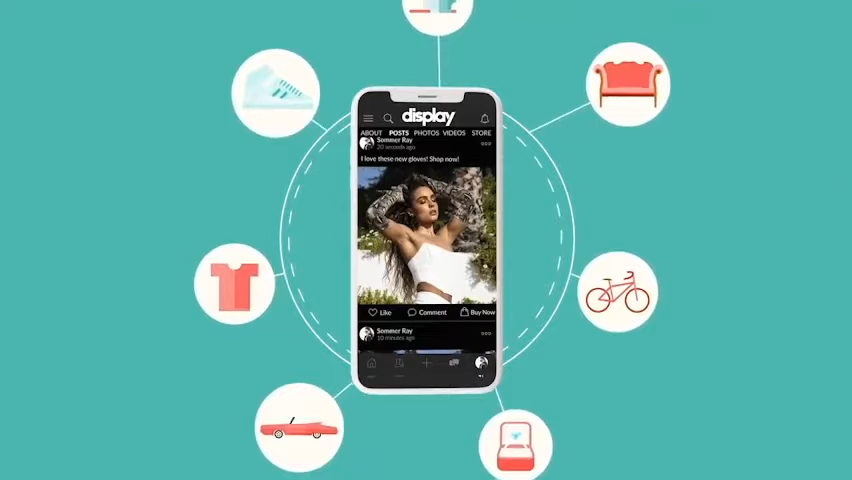 display
ABOUT POSTS PHOTOS VIDEOS STORE
Sommer Ray
20 seconds ago
I love these new gloves! Shop now!
Like Comment Buy Now
Sommer Ray
10 minutes ago